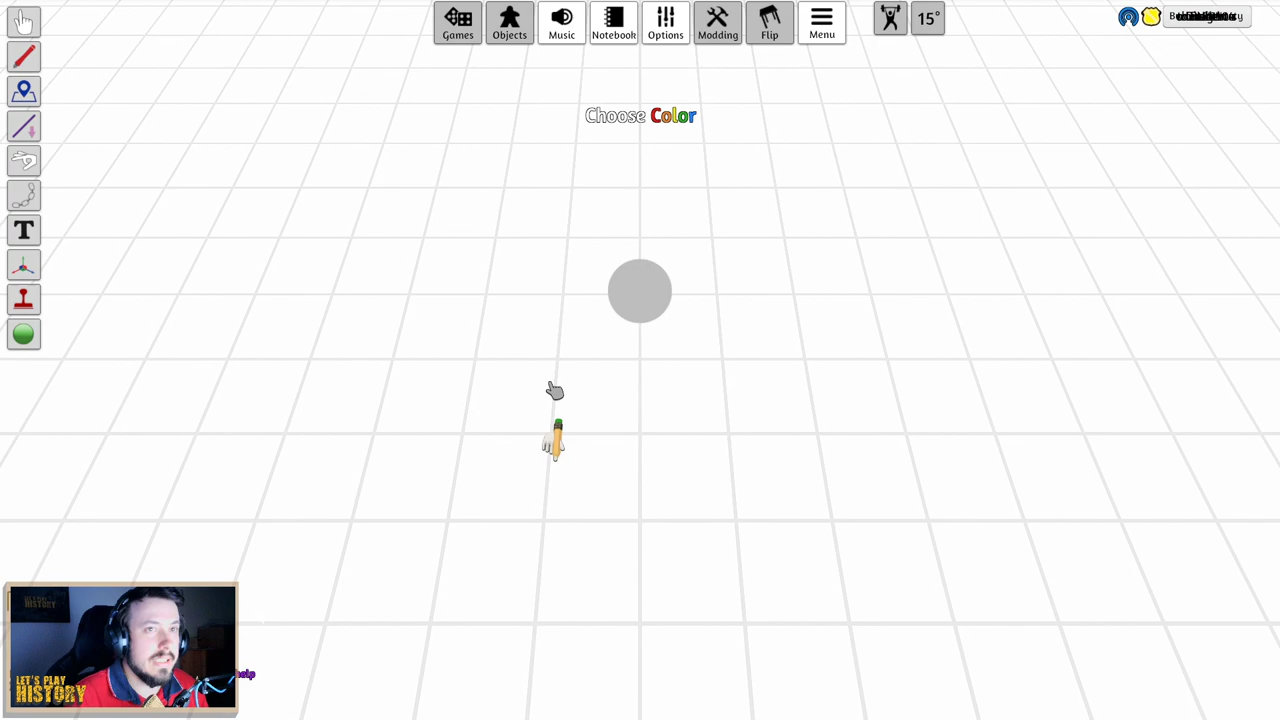 Games
Objects
Music
Notebook
Options
Modding
Flip
Menu
15°
Choose Color
T
LET'S PLAY
HISTORY